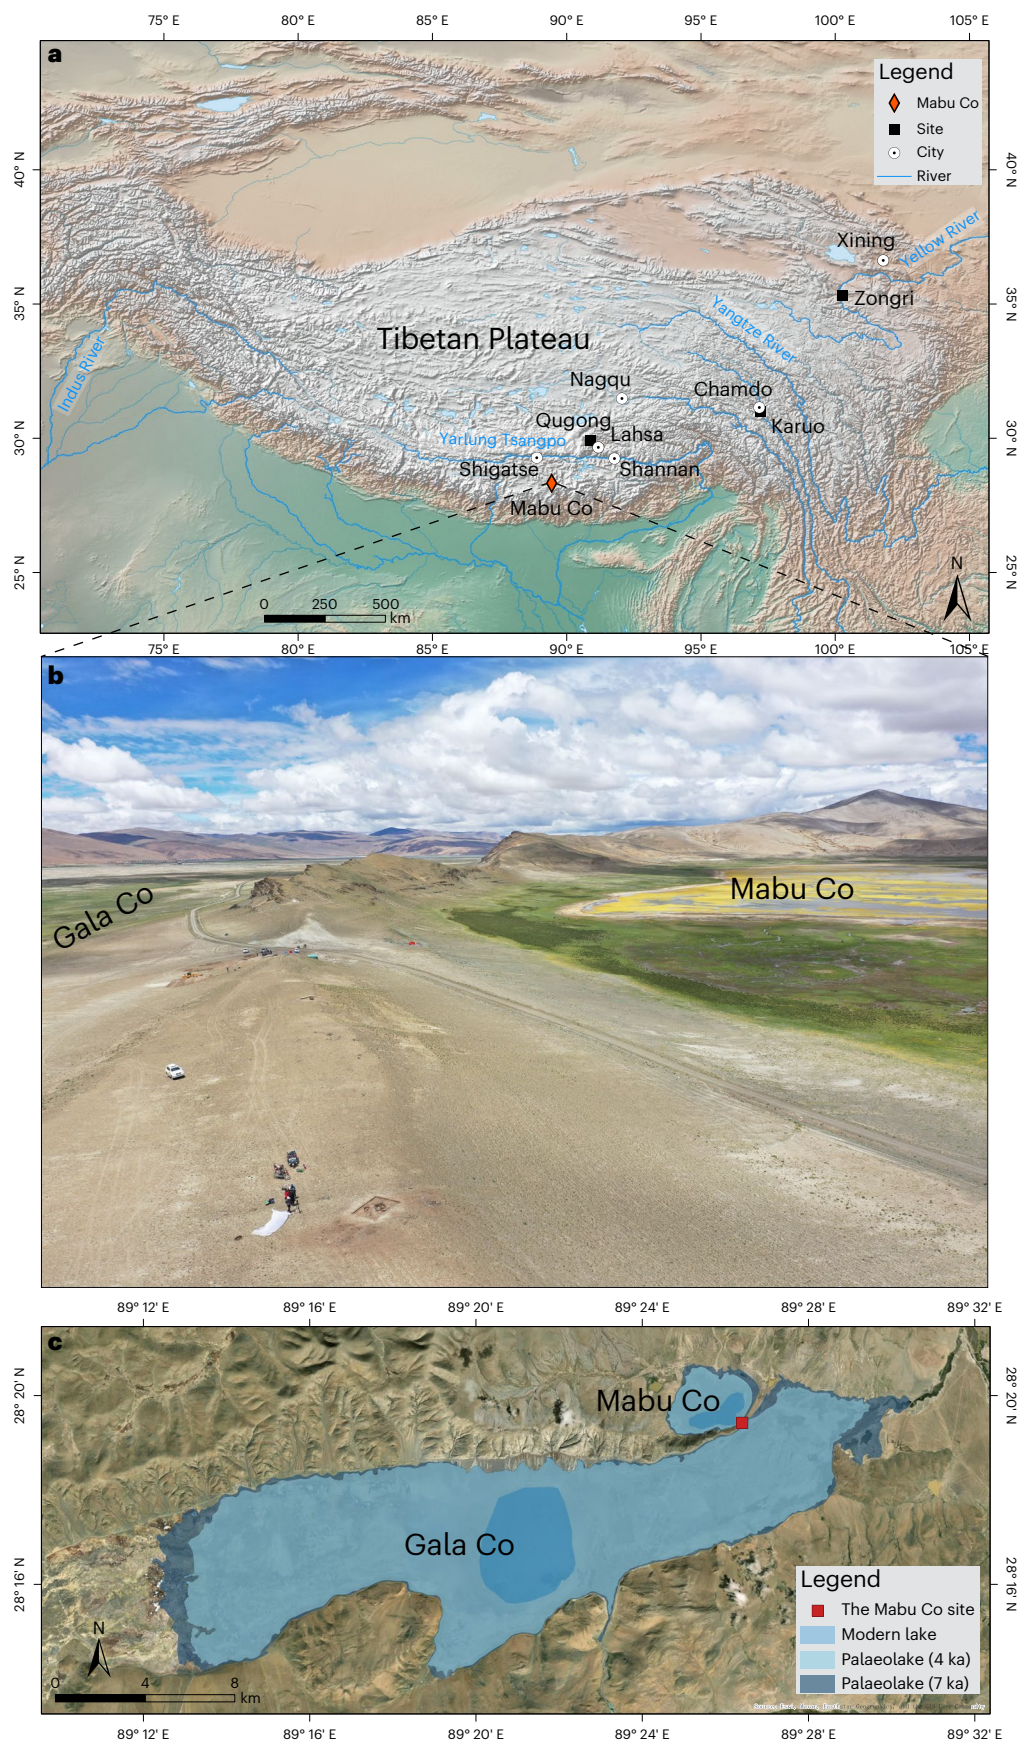 75° E 80° E 85° E 90° E 95° E 100° E 105° E
a
Legend
Mabu Co
Site
City
River
40° N
40° N
35° N
35° N
30° N
30° N
25° N
25° N
Xining
Yellow River
Zongri
Yangtze River
Tibetan Plateau
Indus River
Nagqu
Chamdo
Karuo
Qugong
Lahsa
Yarlung Tsangpo
Shigatse
Shannan
Mabu Co
N
0 250 500
km
75° E 80° E 85° E 90° E 95° E 100° E 105° E
b
Gala Co
Mabu Co
89° 12' E 89° 16' E 89° 20' E 89° 24' E 89° 28' E 89° 32' E
c
28° 20' N
28° 20' N
Mabu Co
Gala Co
28° 16' N
28° 16' N
Legend
The Mabu Co site
Modern lake
Palaeolake (4 ka)
Palaeolake (7 ka)
N
0 4 8
km
89° 12' E 89° 16' E 89° 20' E 89° 24' E 89° 28' E 89° 32' E